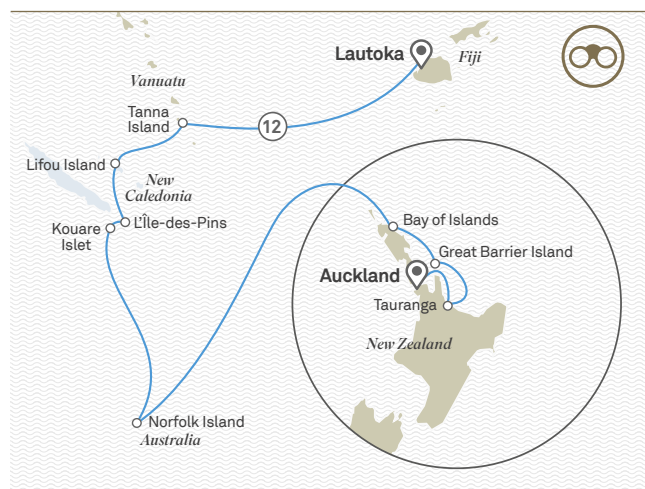 Lautoka
Fiji
Vanuatu
Tanna
Island
12
Lifou Island
New
Caledonia
L'Île-des-Pins
Kouare
Islet
Bay of Islands
Great Barrier Island
Auckland
Tauranga
New Zealand
Norfolk Island
Australia